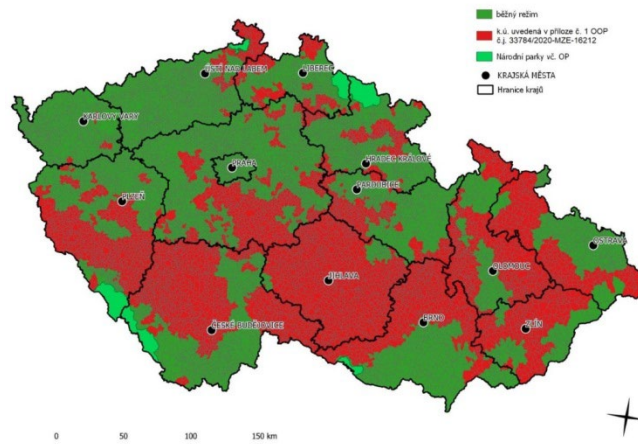 běžný režim
k.ú. uvedená v příloze č. 1 OOP
č.j. 33784/2020-MZE-16212
Národní parky vč. OP
KRAJSKÁ MĚSTA
Hranice krajů
ÚSTÍ NAD LABEM
LIBEREC
KARLOVY VARY
PRAHA
HRADEC KRÁLOVÉ
PARDUBICE
PLZEŇ
OSTRAVA
OLOMOUC
JIHLAVA
BRNO
ZLÍN
ČESKÉ BUDĚJOVICE
0 50 100 150 km